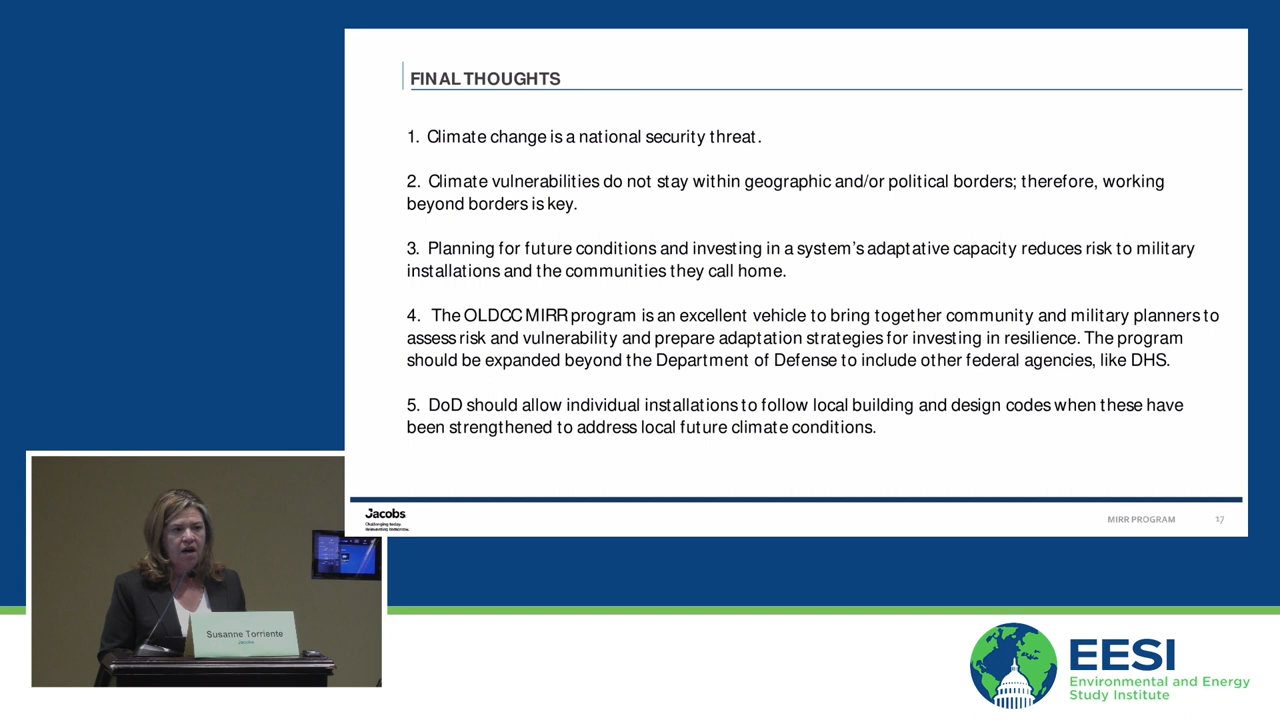 FINAL THOUGHTS
1. Climate change is a national security threat.
2. Climate vulnerabilities do not stay within geographic and/or political borders; therefore, working
beyond borders is key.
3. Planning for future conditions and investing in a system's adaptative capacity reduces risk to military
installations and the communities they call home.
4. The OLDCC MIRR program is an excellent vehicle to bring together community and military planners to
assess risk and vulnerability and prepare adaptation strategies for investing in resilience. The program
should be expanded beyond the Department of Defense to include other federal agencies, like DHS.
5. DoD should allow individual installations to follow local building and design codes when these have
been strengthened to address local future climate conditions.
Jacobs
Challenging today.
Reinventing tomorrow.
MIRR PROGRAM 17
Susanne Torriente
Jacobs
EESI
Environmental and Energy
Study Institute